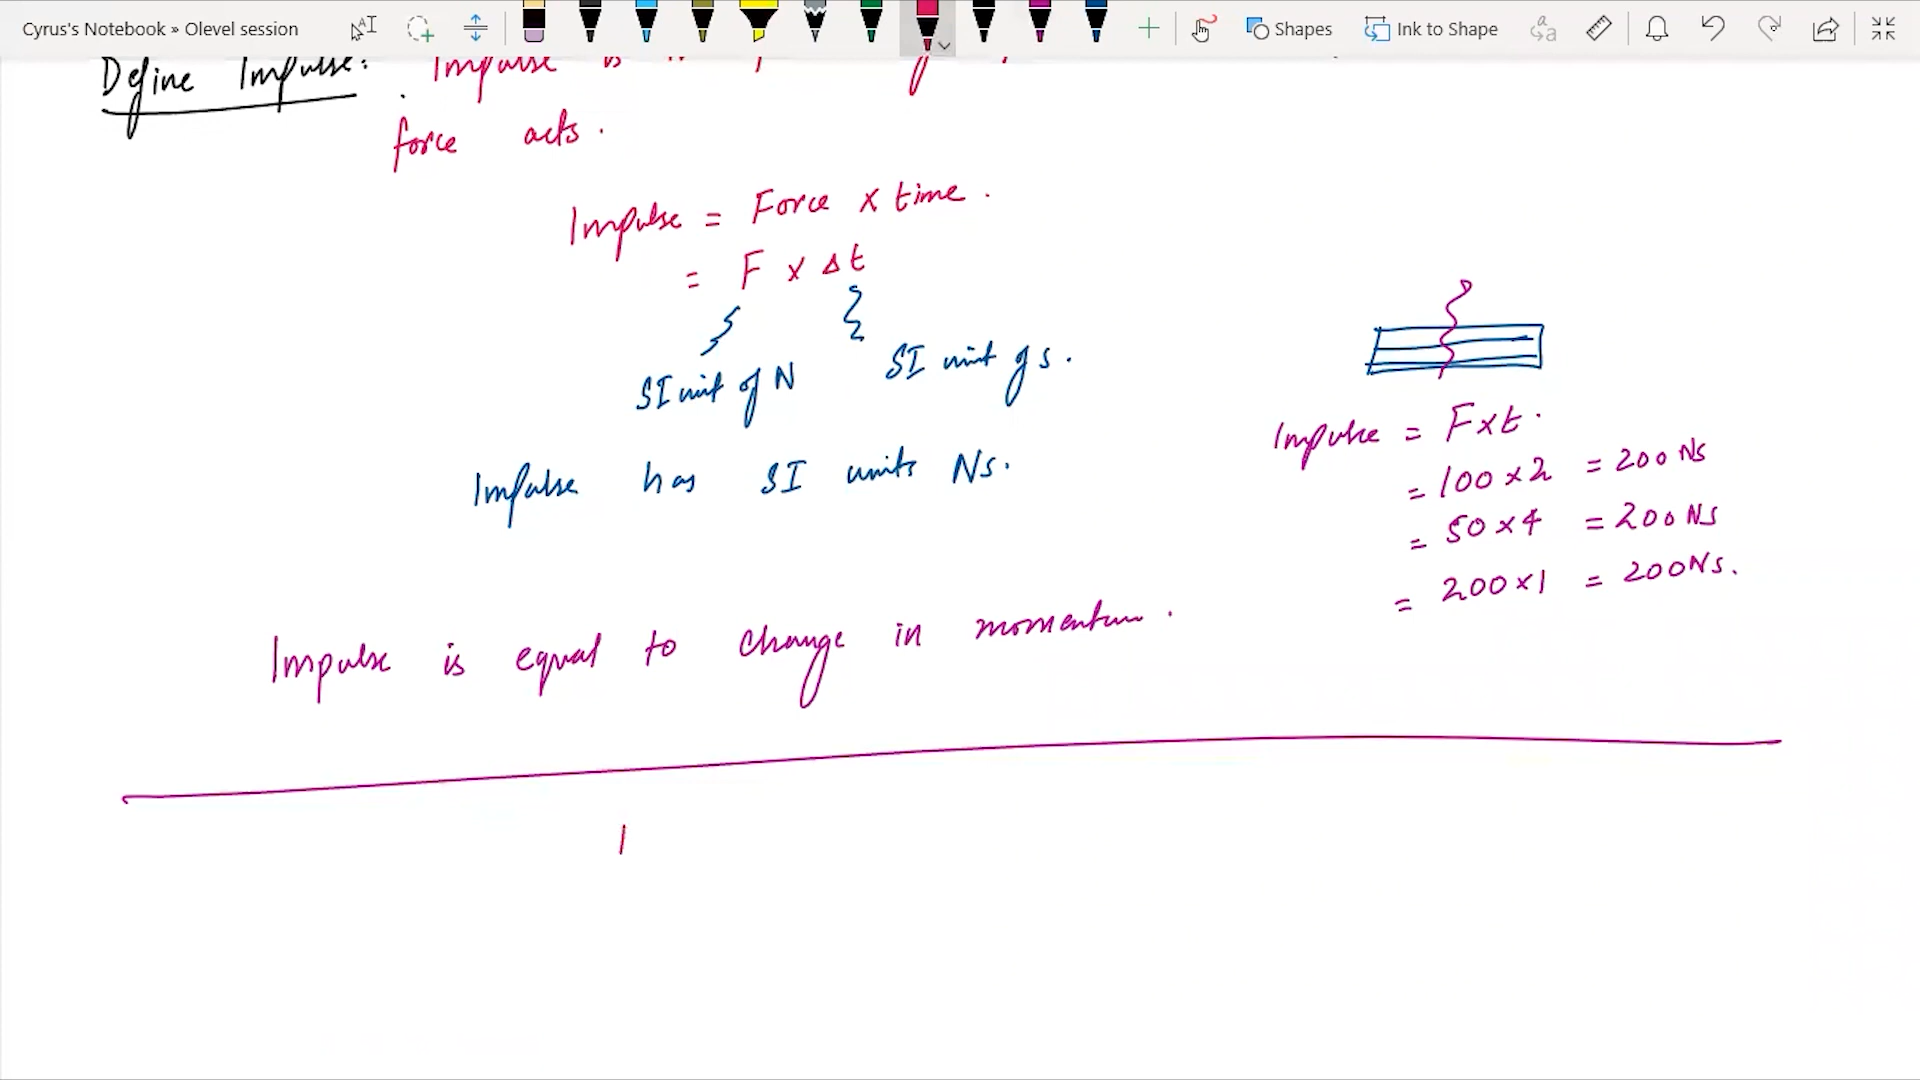 Cyrus's Notebook » Olevel session
Shapes
Ink to Shape
Define Impulse: Impulse is
force acts.
Impulse = Force × time.
= F × Δt
SI unit of N
SI unit of s.
Impulse has SI units Ns.
Impulse = F×t.
= 100×2 = 200 Ns
= 50×4 = 200 Ns
= 200×1 = 200Ns.
Impulse is equal to change in momentum.